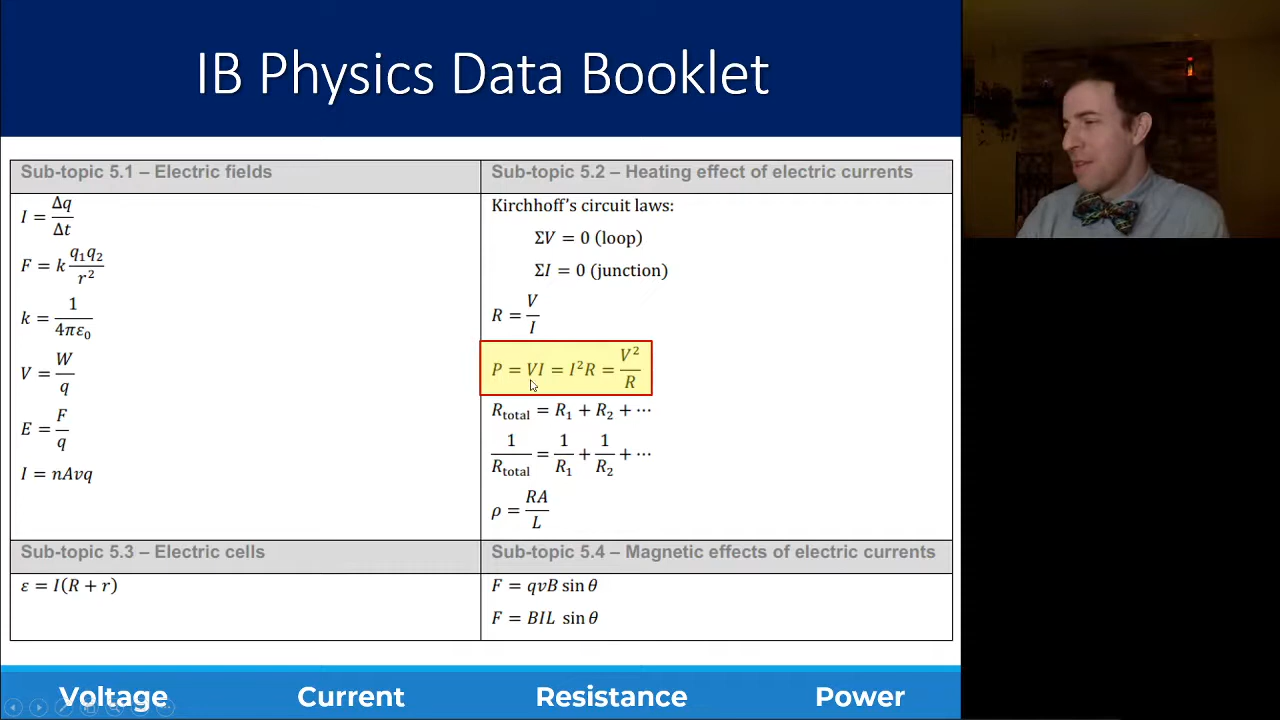 IB Physics Data Booklet
Sub-topic 5.1 – Electric fields
I = Δq/Δt
F = k q₁q₂/r²
k = 1/4πε₀
V = W/q
E = F/q
I = nAvq
Sub-topic 5.2 – Heating effect of electric currents
Kirchhoff’s circuit laws:
ΣV = 0 (loop)
ΣI = 0 (junction)
R = V/I
P = VI = I²R = V²/R
R_total = R₁ + R₂ + ⋯
1/R_total = 1/R₁ + 1/R₂ + ⋯
ρ = RA/L
Sub-topic 5.3 – Electric cells
ε = I(R + r)
Sub-topic 5.4 – Magnetic effects of electric currents
F = qvB sin θ
F = BIL sin θ
Voltage Current Resistance Power